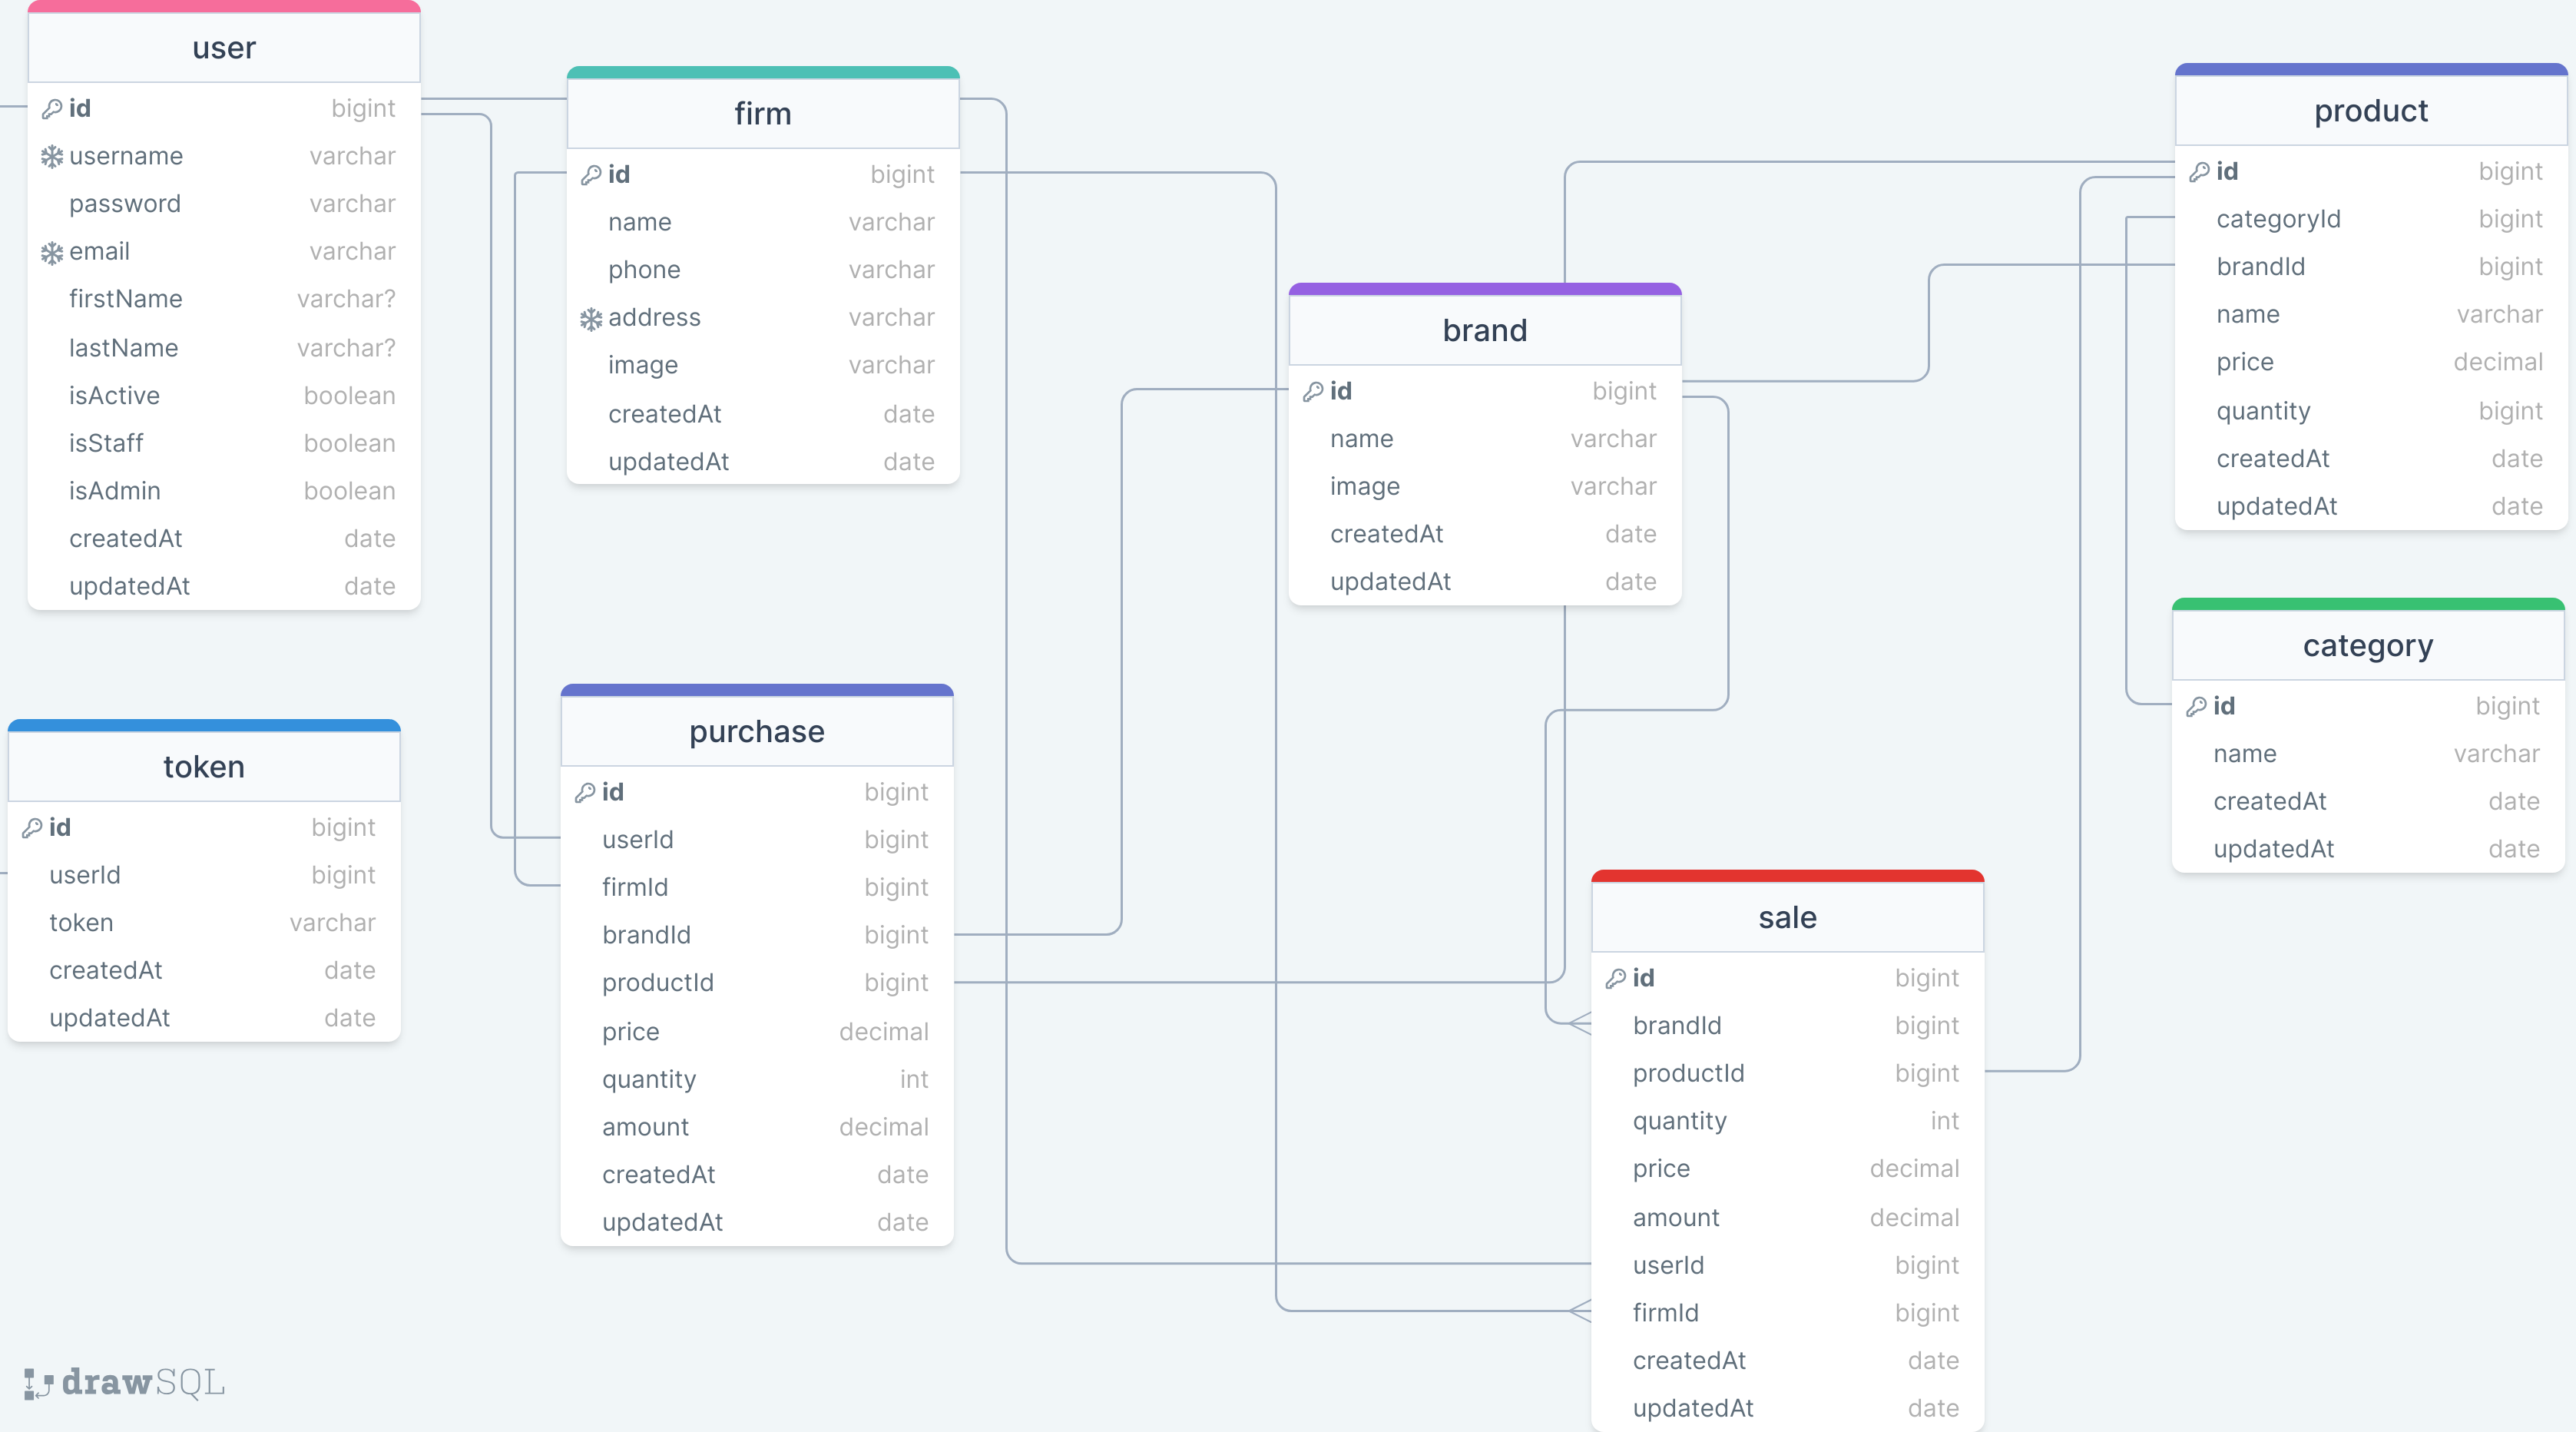 user
id bigint
username varchar
password varchar
email varchar
firstName varchar?
lastName varchar?
isActive boolean
isStaff boolean
isAdmin boolean
createdAt date
updatedAt date
firm
id bigint
name varchar
phone varchar
address varchar
image varchar
createdAt date
updatedAt date
brand
id bigint
name varchar
image varchar
createdAt date
updatedAt date
product
id bigint
categoryId bigint
brandId bigint
name varchar
price decimal
quantity bigint
createdAt date
updatedAt date
category
id bigint
name varchar
createdAt date
updatedAt date
token
id bigint
userId bigint
token varchar
createdAt date
updatedAt date
purchase
id bigint
userId bigint
firmId bigint
brandId bigint
productId bigint
price decimal
quantity int
amount decimal
createdAt date
updatedAt date
sale
id bigint
brandId bigint
productId bigint
quantity int
price decimal
amount decimal
userId bigint
firmId bigint
createdAt date
updatedAt date
drawSQL